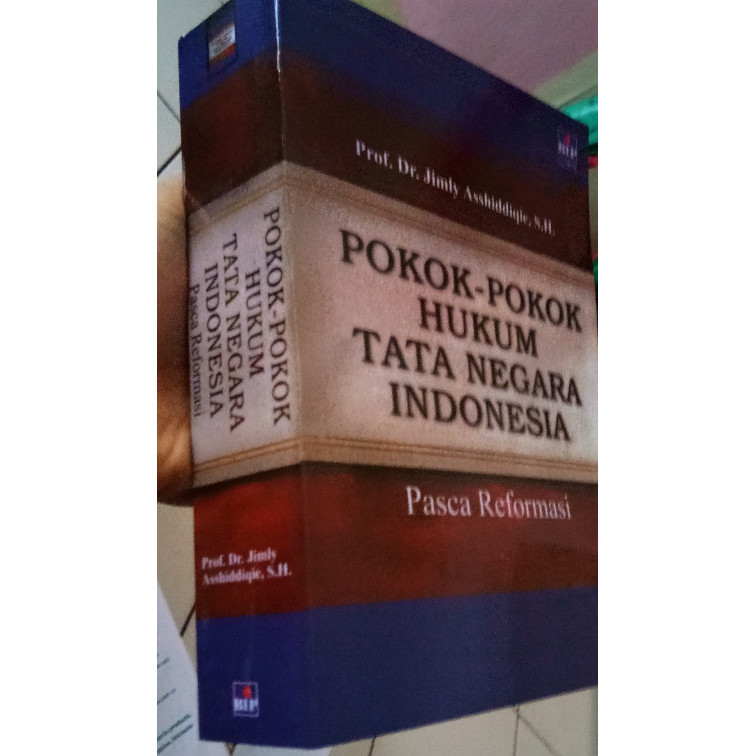 Prof. Dr. Jimly Asshiddiqie, S.H.
BIP
POKOK-POKOK
HUKUM
TATA NEGARA
INDONESIA
Pasca Reformasi
POKOK-POKOK
HUKUM
TATA NEGARA
INDONESIA
Pasca Reformasi
Prof. Dr. Jimly
Asshiddiqie, S.H.
BIP